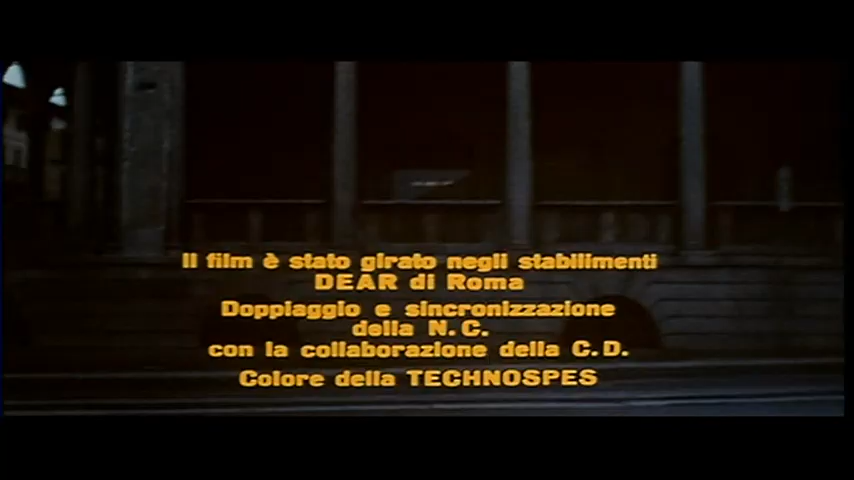 Il film è stato girato negli stabilimenti
DEAR di Roma
Doppiaggio e sincronizzazione
della N.C.
con la collaborazione della C.D.
Colore della TECHNOSPES